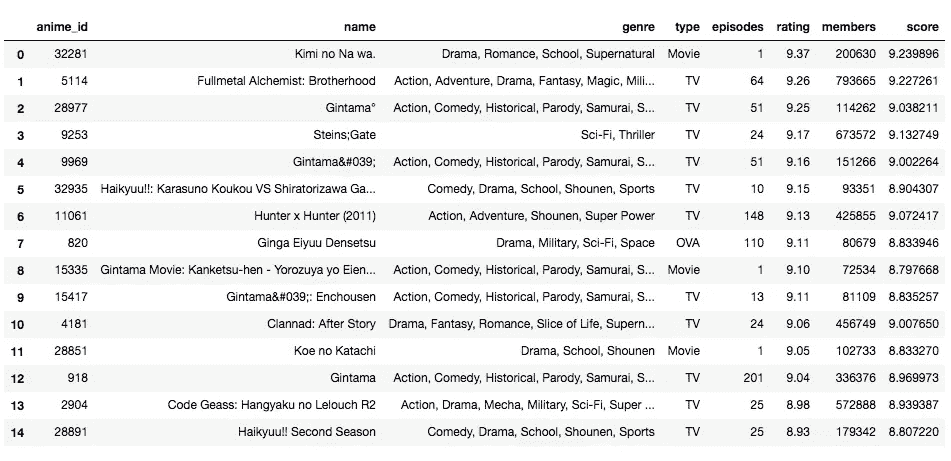 anime_id name genre type episodes rating members score
0 32281 Kimi no Na wa. Drama, Romance, School, Supernatural Movie 1 9.37 200630 9.239896
1 5114 Fullmetal Alchemist: Brotherhood Action, Adventure, Drama, Fantasy, Magic, Mili... TV 64 9.26 793665 9.227261
2 28977 Gintama° Action, Comedy, Historical, Parody, Samurai, S... TV 51 9.25 114262 9.038211
3 9253 Steins;Gate Sci-Fi, Thriller TV 24 9.17 673572 9.132749
4 9969 Gintama&#039; Action, Comedy, Historical, Parody, Samurai, S... TV 51 9.16 151266 9.002264
5 32935 Haikyuu!!: Karasuno Koukou VS Shiratorizawa Ga... Comedy, Drama, School, Shounen, Sports TV 10 9.15 93351 8.904307
6 11061 Hunter x Hunter (2011) Action, Adventure, Shounen, Super Power TV 148 9.13 425855 9.072417
7 820 Ginga Eiyuu Densetsu Drama, Military, Sci-Fi, Space OVA 110 9.11 80679 8.833946
8 15335 Gintama Movie: Kanketsu-hen - Yorozuya yo Eien... Action, Comedy, Historical, Parody, Samurai, S... Movie 1 9.10 72534 8.797668
9 15417 Gintama&#039;: Enchousen Action, Comedy, Historical, Parody, Samurai, S... TV 13 9.11 81109 8.835257
10 4181 Clannad: After Story Drama, Fantasy, Romance, Slice of Life, Supern... TV 24 9.06 456749 9.007650
11 28851 Koe no Katachi Drama, School, Shounen Movie 1 9.05 102733 8.833270
12 918 Gintama Action, Comedy, Historical, Parody, Samurai, S... TV 201 9.04 336376 8.969973
13 2904 Code Geass: Hangyaku no Lelouch R2 Action, Drama, Mecha, Military, Sci-Fi, Super ... TV 25 8.98 572888 8.939387
14 28891 Haikyuu!! Second Season Comedy, Drama, School, Shounen, Sports TV 25 8.93 179342 8.807220